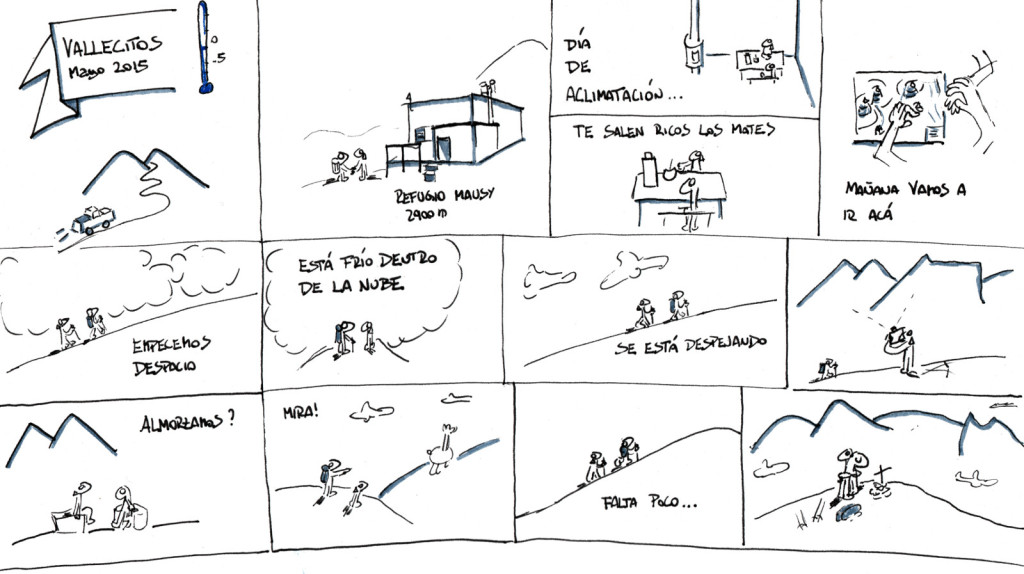 VALLECITOS
Mayo 2015
0
-5
REFUGIO MAUSY
2900 m
DÍA
DE
ACLIMATACIÓN...
TE SALEN RICOS LOS MATES
MAÑANA VAMOS A
IR ACÁ
EMPECEMOS
DESPACIO
ESTÁ FRÍO DENTRO
DE LA NUBE
SE ESTÁ DESPEJANDO
ALMORZAMOS?
MIRA!
FALTA POCO...